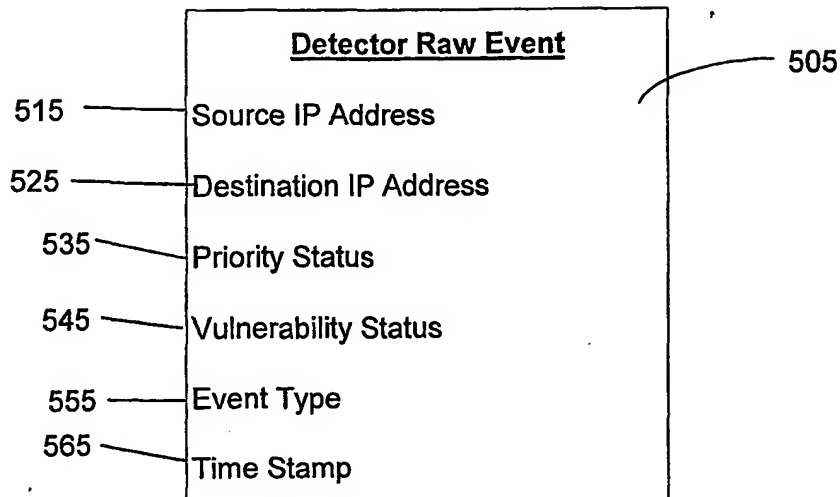 Detector Raw Event
505
515 Source IP Address
525 Destination IP Address
535 Priority Status
545 Vulnerability Status
555 Event Type
565 Time Stamp